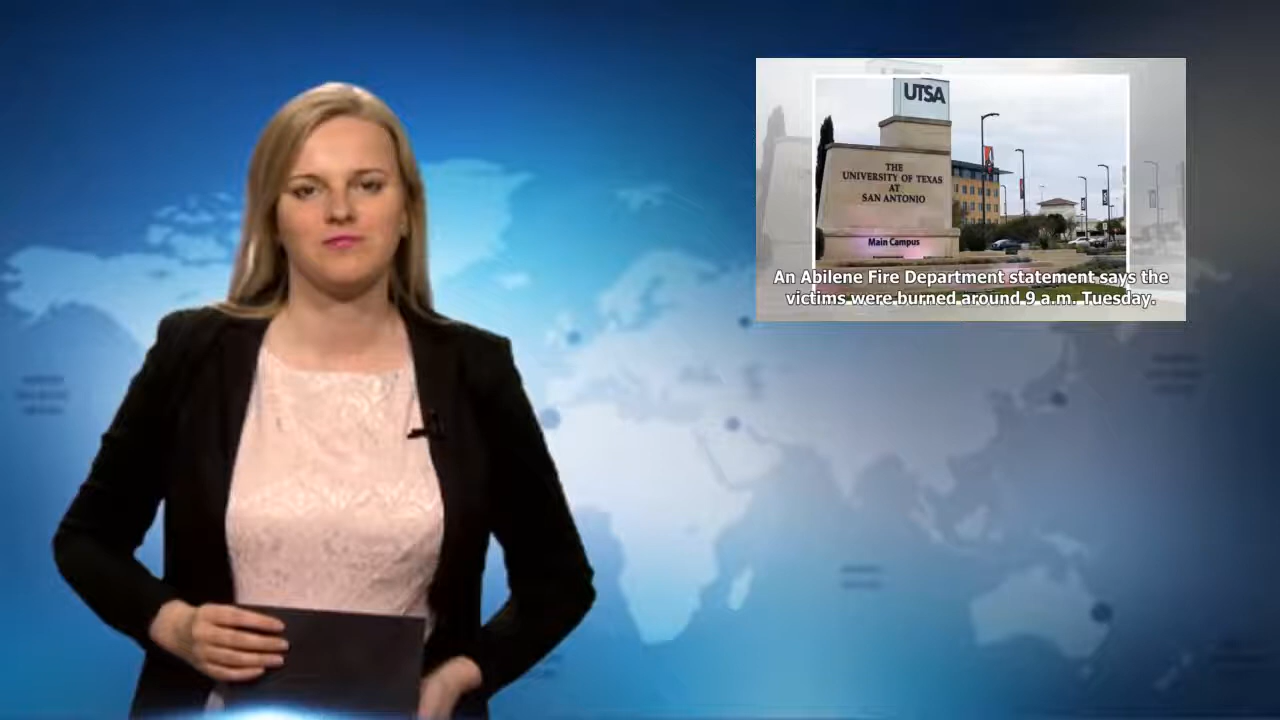 UTSA
THE
UNIVERSITY OF TEXAS
AT
SAN ANTONIO
Main Campus
An Abilene Fire Department statement says the
victims were burned around 9 a.m. Tuesday.